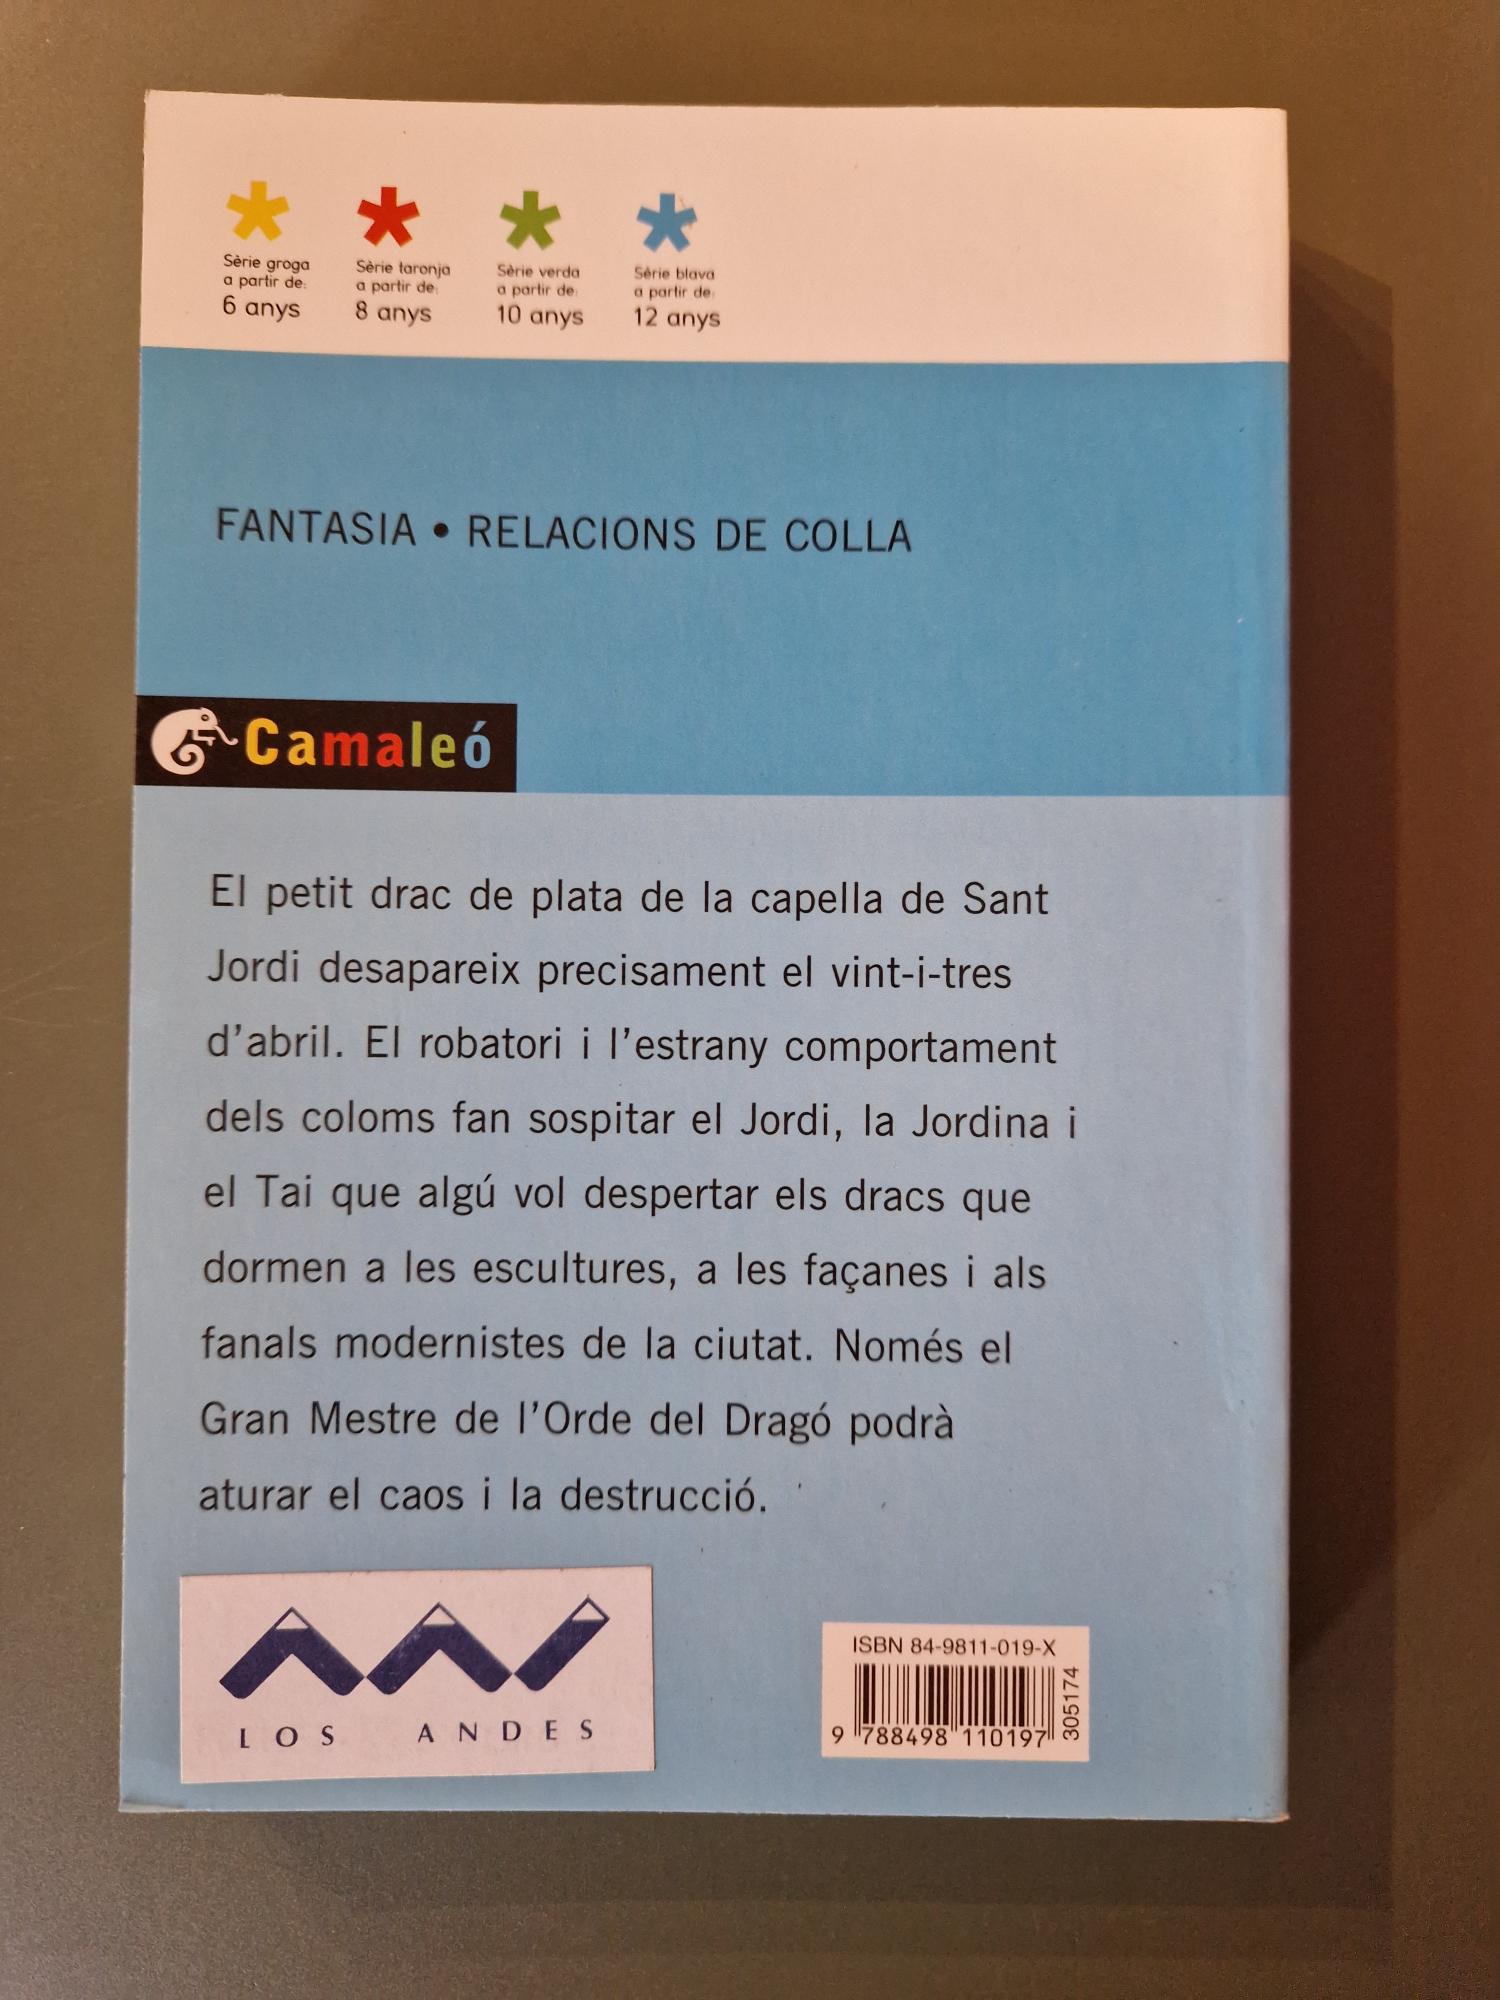 Sèrie groga
a partir de:
6 anys
Sèrie taronja
a partir de:
8 anys
Sèrie verda
a partir de:
10 anys
Sèrie blava
a partir de:
12 anys
FANTASIA • RELACIONS DE COLLA
Camaleó
El petit drac de plata de la capella de Sant
Jordi desapareix precisament el vint-i-tres
d'abril. El robatori i l'estrany comportament
dels coloms fan sospitar el Jordi, la Jordina i
el Tai que algú vol despertar els dracs que
dormen a les escultures, a les façanes i als
fanals modernistes de la ciutat. Només el
Gran Mestre de l'Orde del Dragó podrà
aturar el caos i la destrucció.
LOS ANDES
ISBN 84-9811-019-X
9 788498 110197
305174